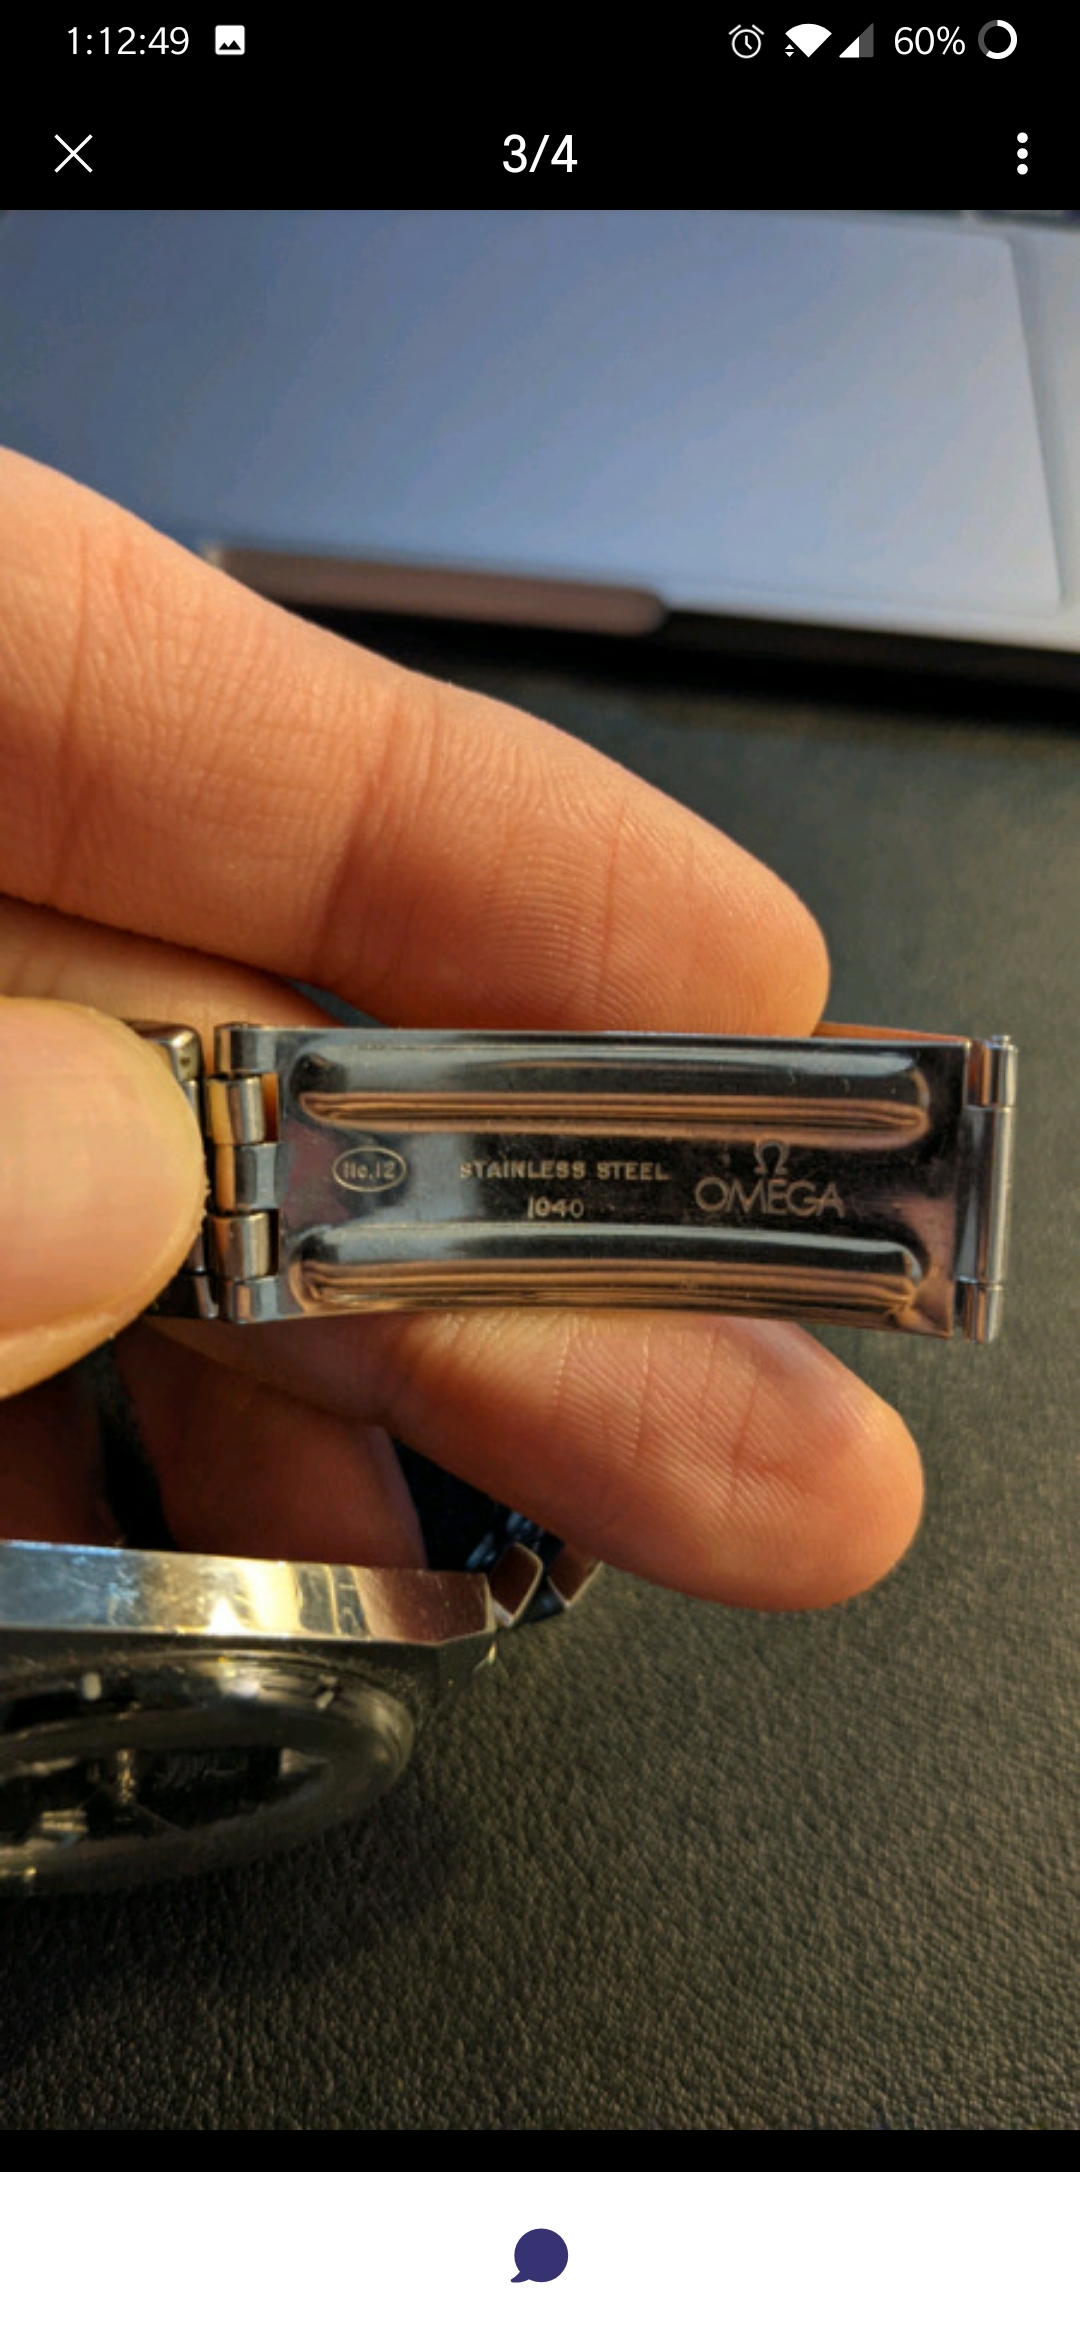 1:12:49
60%
3/4
No.12
STAINLESS STEEL
1040
Ω
OMEGA